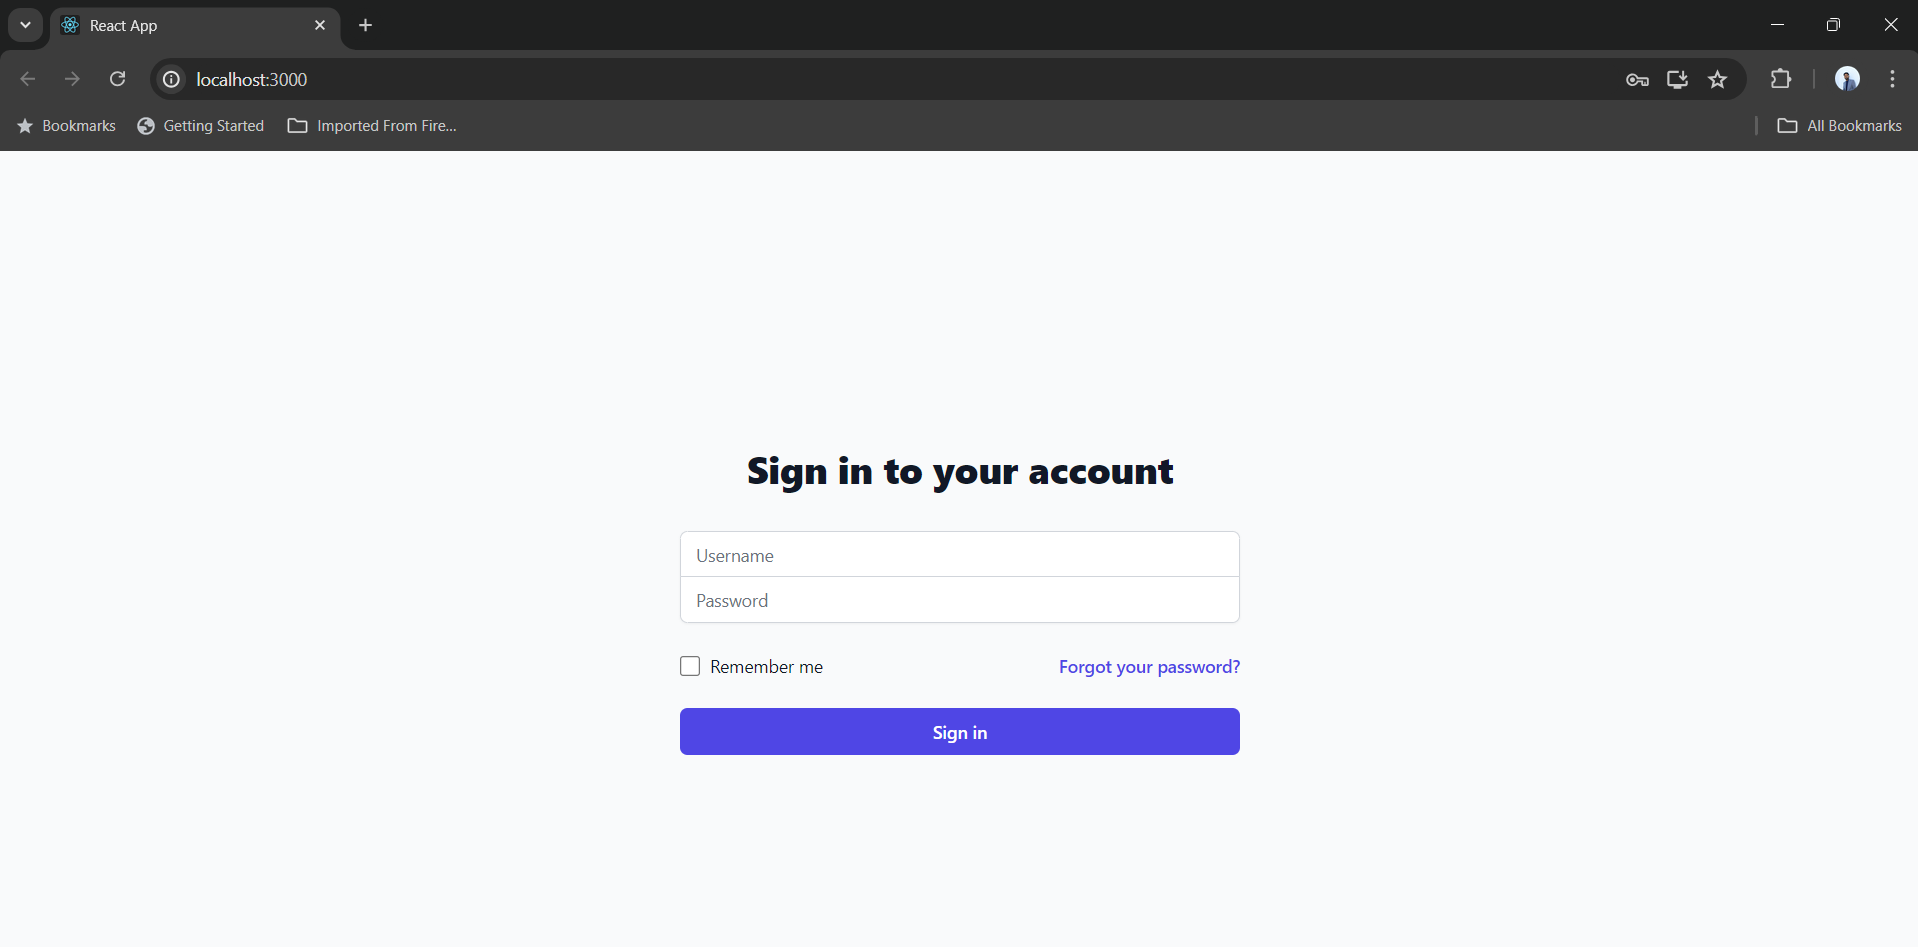 React App
localhost:3000
Bookmarks Getting Started Imported From Fire... All Bookmarks
Sign in to your account
Username
Password
Remember me Forgot your password?
Sign in